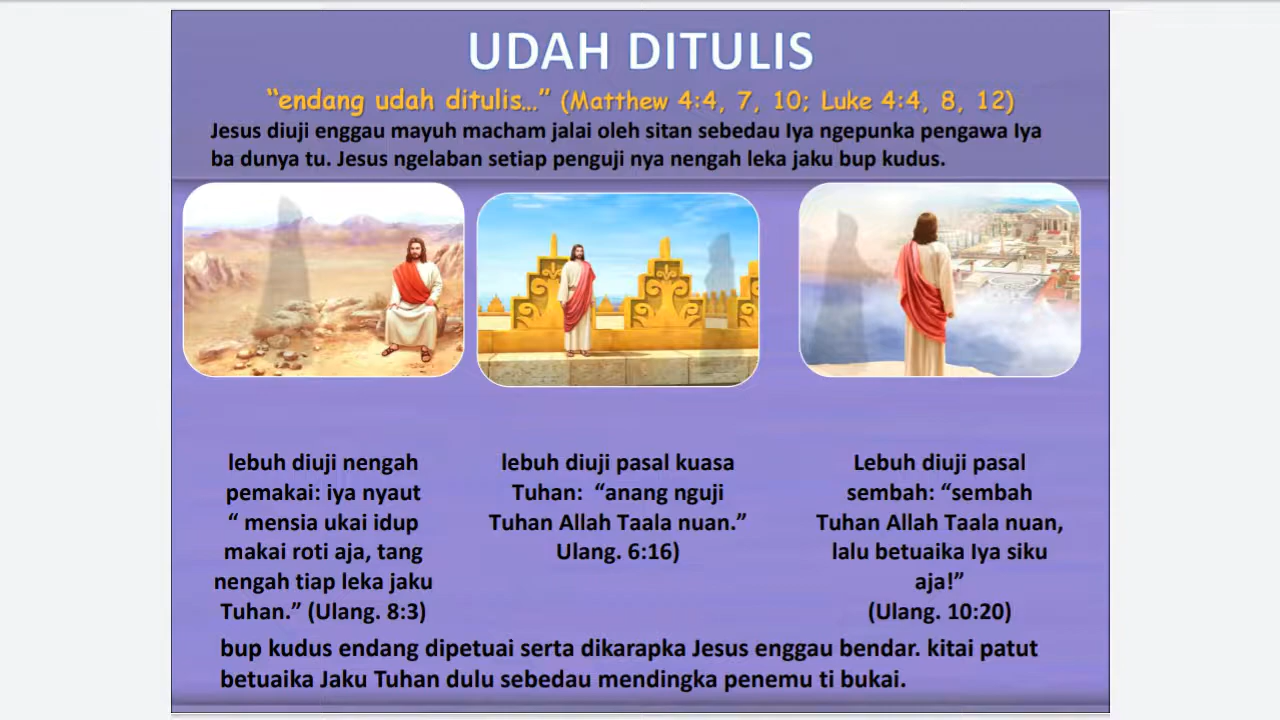 UDAH DITULIS
“endang udah ditulis…” (Matthew 4:4, 7, 10; Luke 4:4, 8, 12)
Jesus diuji enggau mayuh macham jalai oleh sitan sebedau Iya ngepunka pengawa Iya
ba dunya tu. Jesus ngelaban setiap penguji nya nengah leka jaku bup kudus.
lebuh diuji nengah
pemakai: iya nyaut
“ mensia ukai idup
makai roti aja, tang
nengah tiap leka jaku
Tuhan.” (Ulang. 8:3)
lebuh diuji pasal kuasa
Tuhan:  “anang nguji
Tuhan Allah Taala nuan.”
Ulang. 6:16)
Lebuh diuji pasal
sembah: “sembah
Tuhan Allah Taala nuan,
lalu betuaika Iya siku
aja!”
(Ulang. 10:20)
bup kudus endang dipetuai serta dikarapka Jesus enggau bendar. kitai patut
betuaika Jaku Tuhan dulu sebedau mendingka penemu ti bukai.